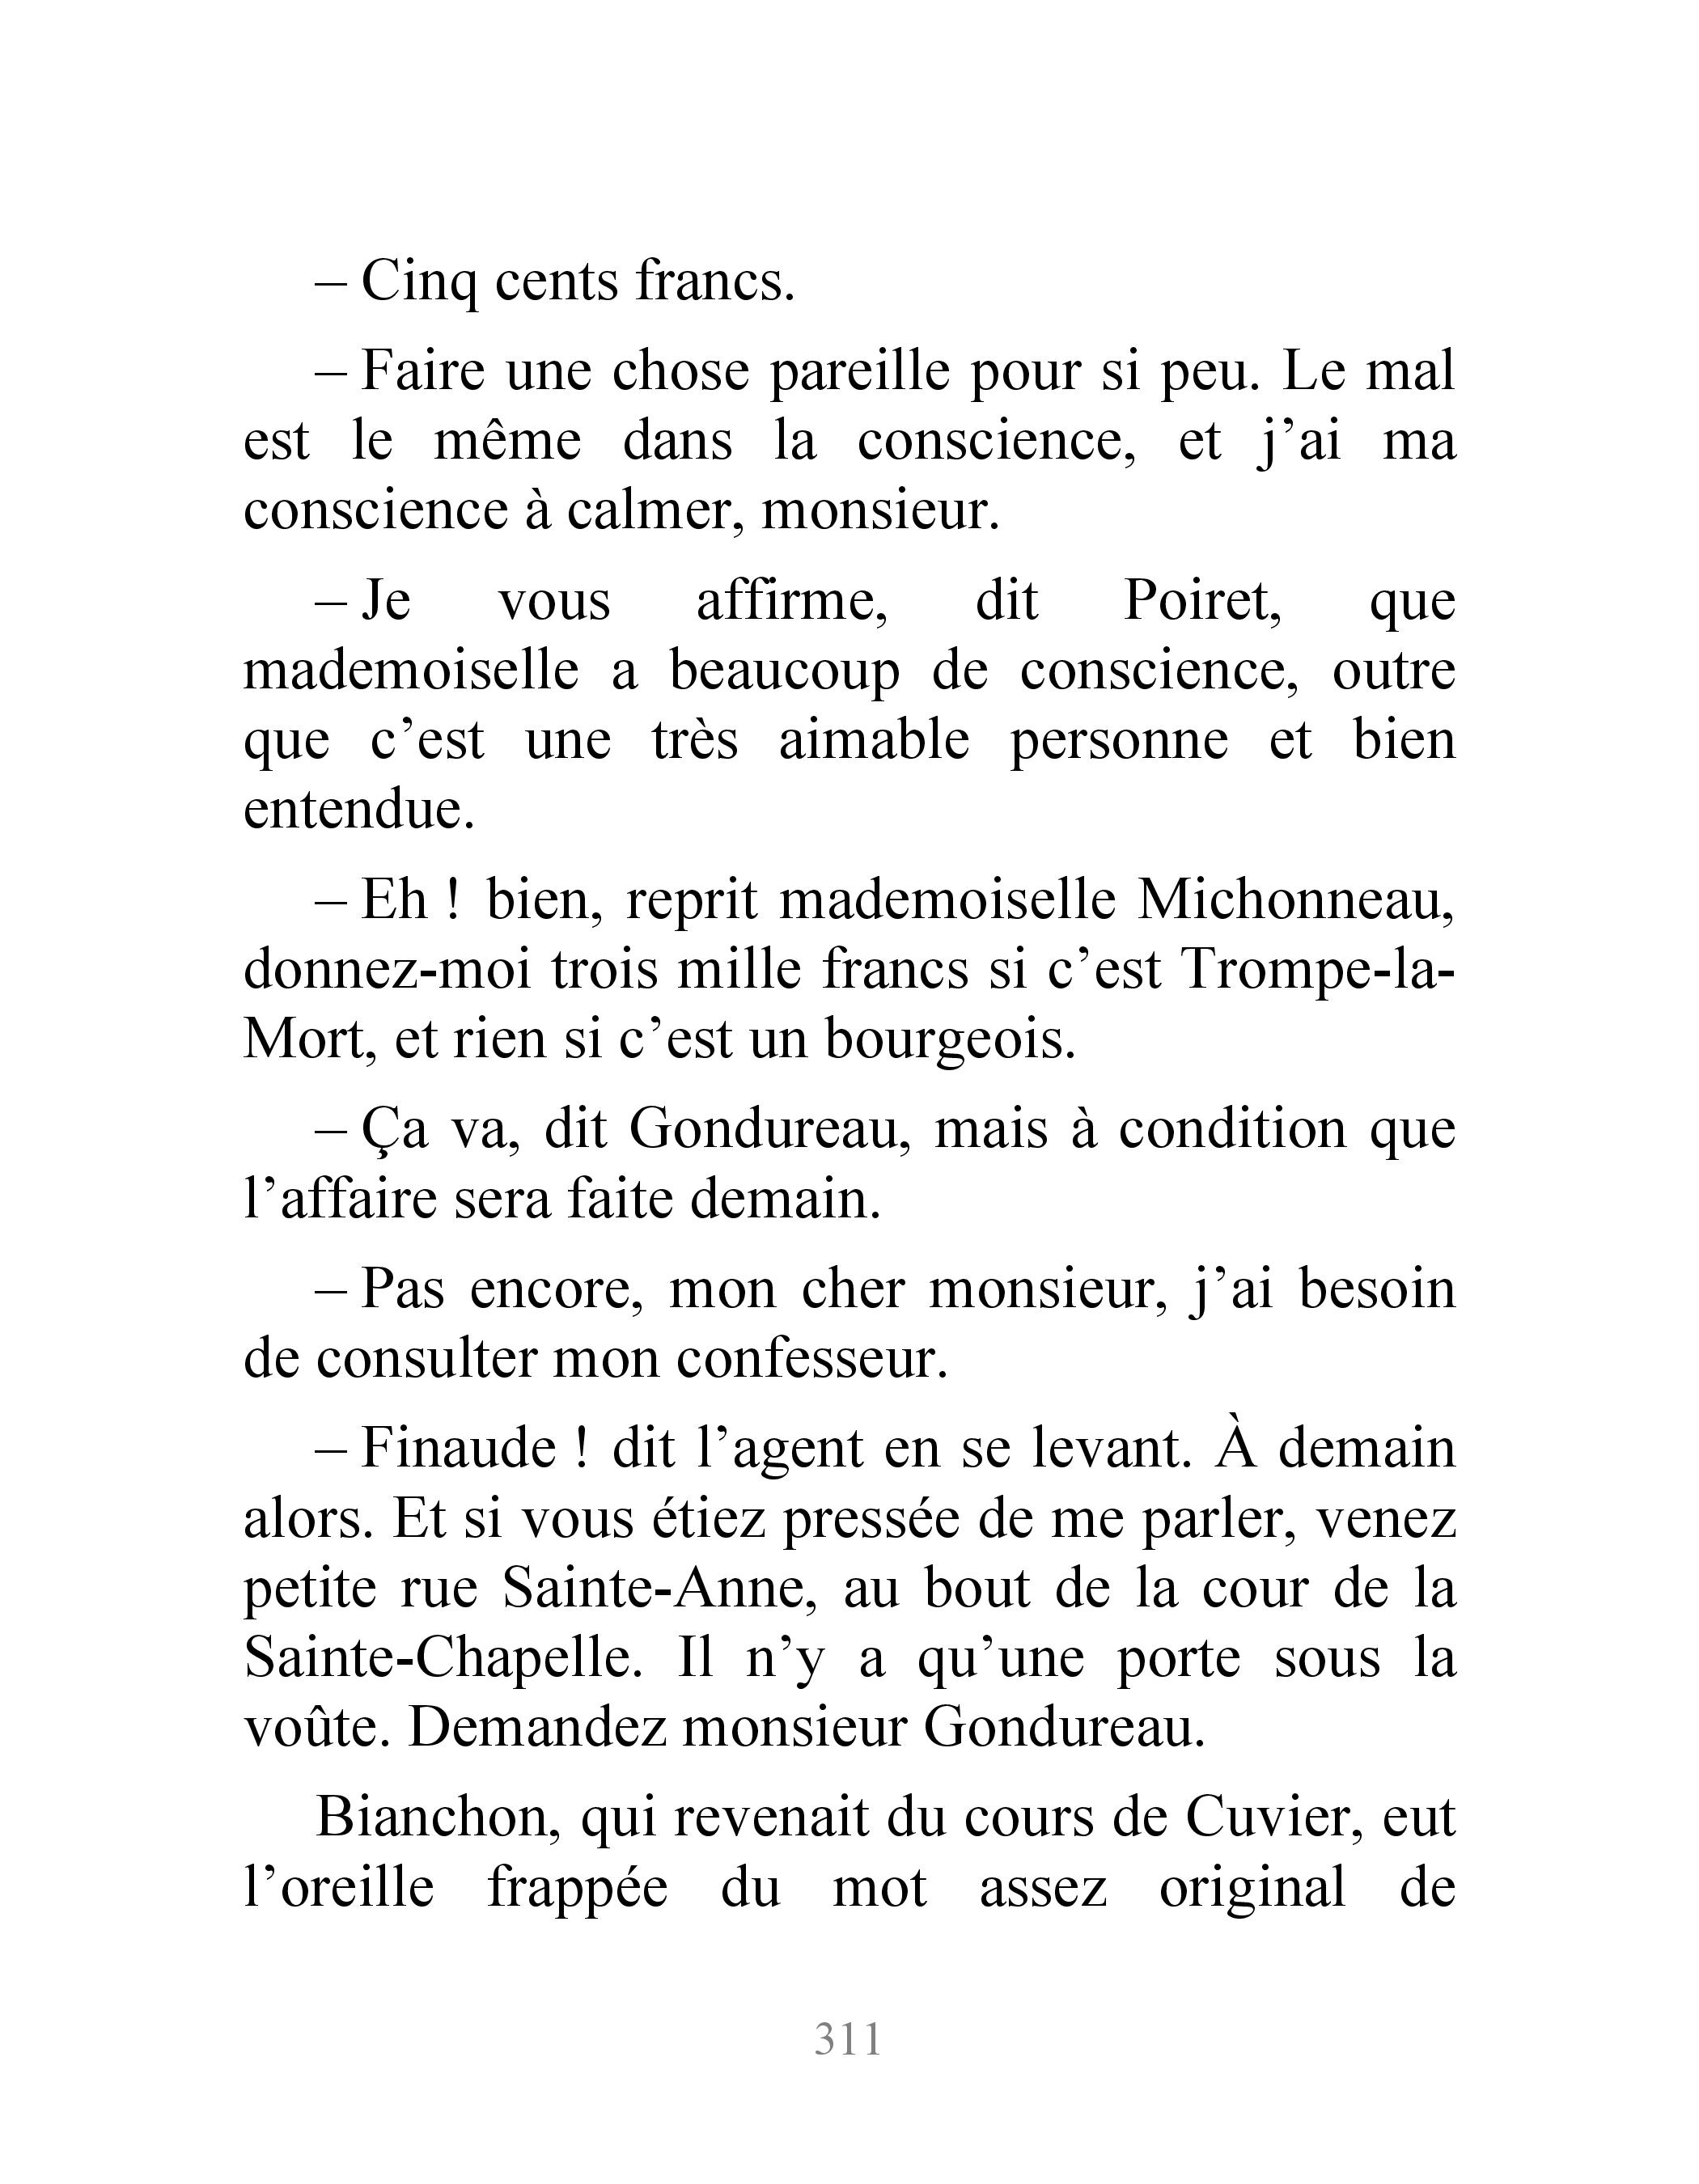 – Cinq cents francs.
– Faire une chose pareille pour si peu. Le mal
est le même dans la conscience, et j’ai ma
conscience à calmer, monsieur.
– Je vous affirme, dit Poiret, que
mademoiselle a beaucoup de conscience, outre
que c’est une très aimable personne et bien
entendue.
– Eh ! bien, reprit mademoiselle Michonneau,
donnez-moi trois mille francs si c’est Trompe-la-
Mort, et rien si c’est un bourgeois.
– Ça va, dit Gondureau, mais à condition que
l’affaire sera faite demain.
– Pas encore, mon cher monsieur, j’ai besoin
de consulter mon confesseur.
– Finaude ! dit l’agent en se levant. À demain
alors. Et si vous étiez pressée de me parler, venez
petite rue Sainte-Anne, au bout de la cour de la
Sainte-Chapelle. Il n’y a qu’une porte sous la
voûte. Demandez monsieur Gondureau.
Bianchon, qui revenait du cours de Cuvier, eut
l’oreille frappée du mot assez original de
311